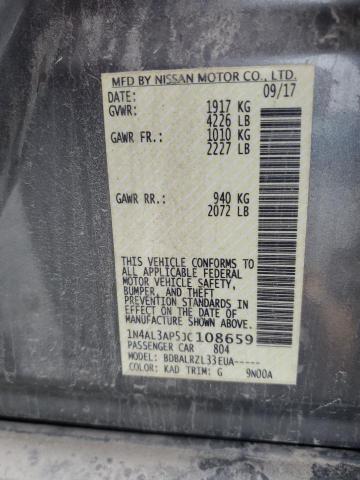 MFD BY NISSAN MOTOR CO., LTD.
DATE: 09/17
GVWR: 1917 KG
4226 LB
GAWR FR: 1010 KG
2227 LB
GAWR RR: 940 KG
2072 LB
THIS VEHICLE CONFORMS TO
ALL APPLICABLE FEDERAL
MOTOR VEHICLE SAFETY,
BUMPER, AND THEFT
PREVENTION STANDARDS IN
EFFECT ON THE DATE OF
MANUFACTURE SHOWN ABOVE.
1N4AL3AP5JC108659
PASSENGER CAR 804
MODEL: BDBALRZL33EUA-----
COLOR: KAD TRIM: G 9N00A